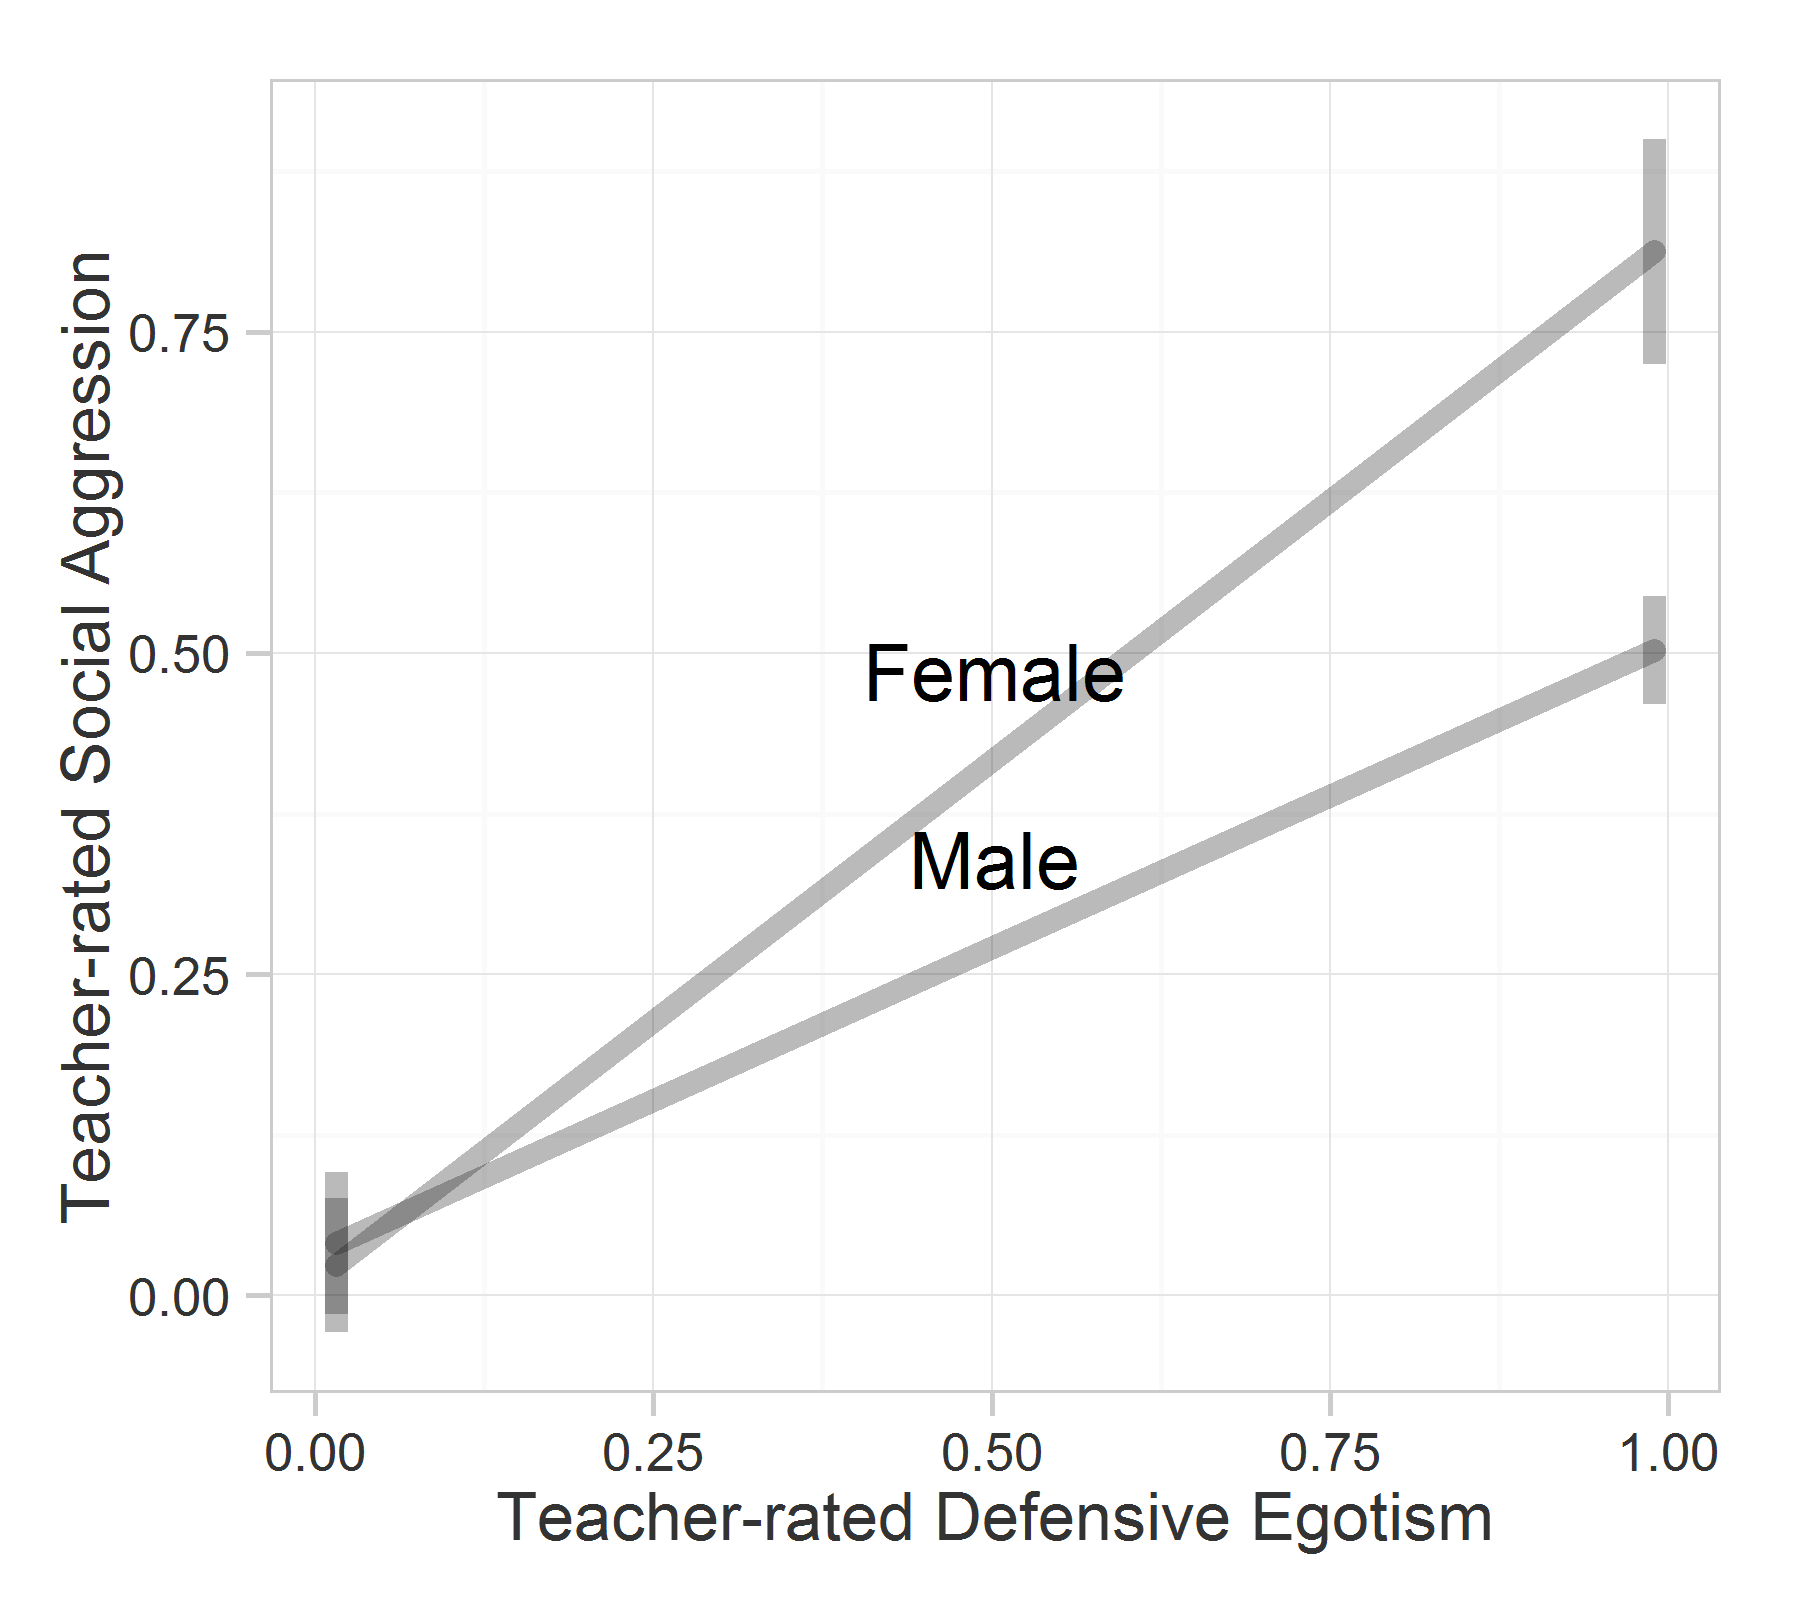 Teacher-rated Social Aggression
0.75
0.50
0.25
0.00
Female
Male
0.00 0.25 0.50 0.75 1.00
Teacher-rated Defensive Egotism